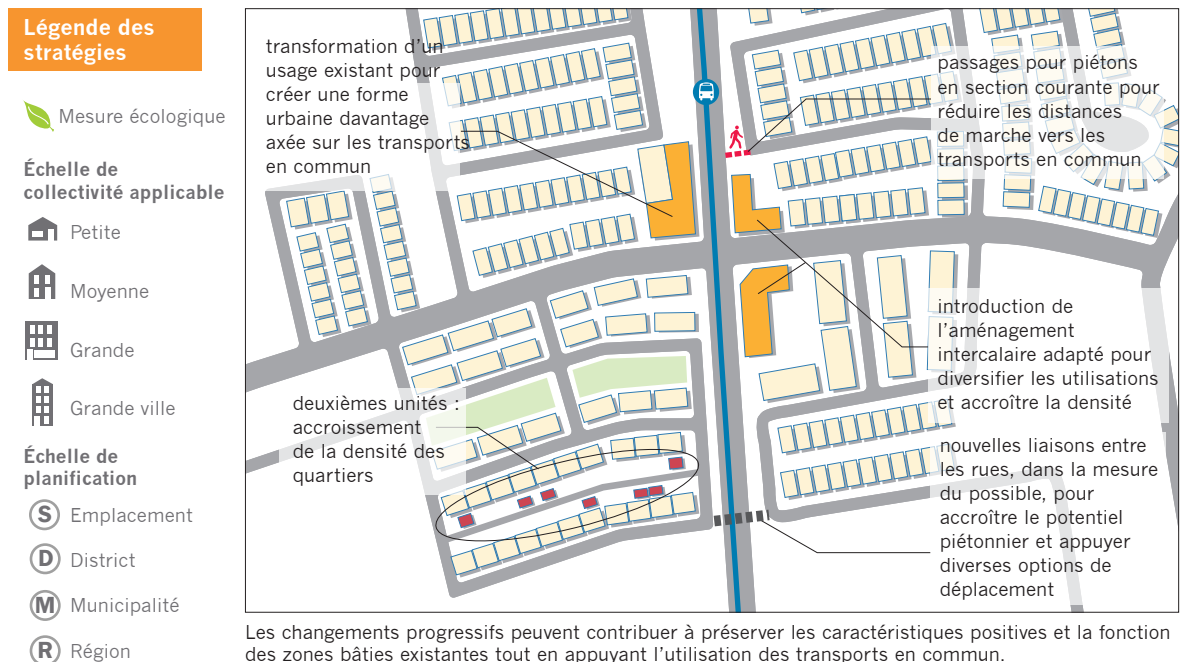 Légende des
stratégies
Mesure écologique
Échelle de
collectivité applicable
Petite
Moyenne
Grande
Grande ville
Échelle de
planification
S Emplacement
D District
M Municipalité
R Région
transformation d'un
usage existant pour
créer une forme
urbaine davantage
axée sur les transports
en commun
passages pour piétons
en section courante pour
réduire les distances
de marche vers les
transports en commun
introduction de
l'aménagement
intercalaire adapté pour
diversifier les utilisations
et accroître la densité
deuxièmes unités :
accroissement
de la densité des
quartiers
nouvelles liaisons entre
les rues, dans la mesure
du possible, pour
accroître le potentiel
piétonnier et appuyer
diverses options de
déplacement
Les changements progressifs peuvent contribuer à préserver les caractéristiques positives et la fonction
des zones bâties existantes tout en appuyant l'utilisation des transports en commun.